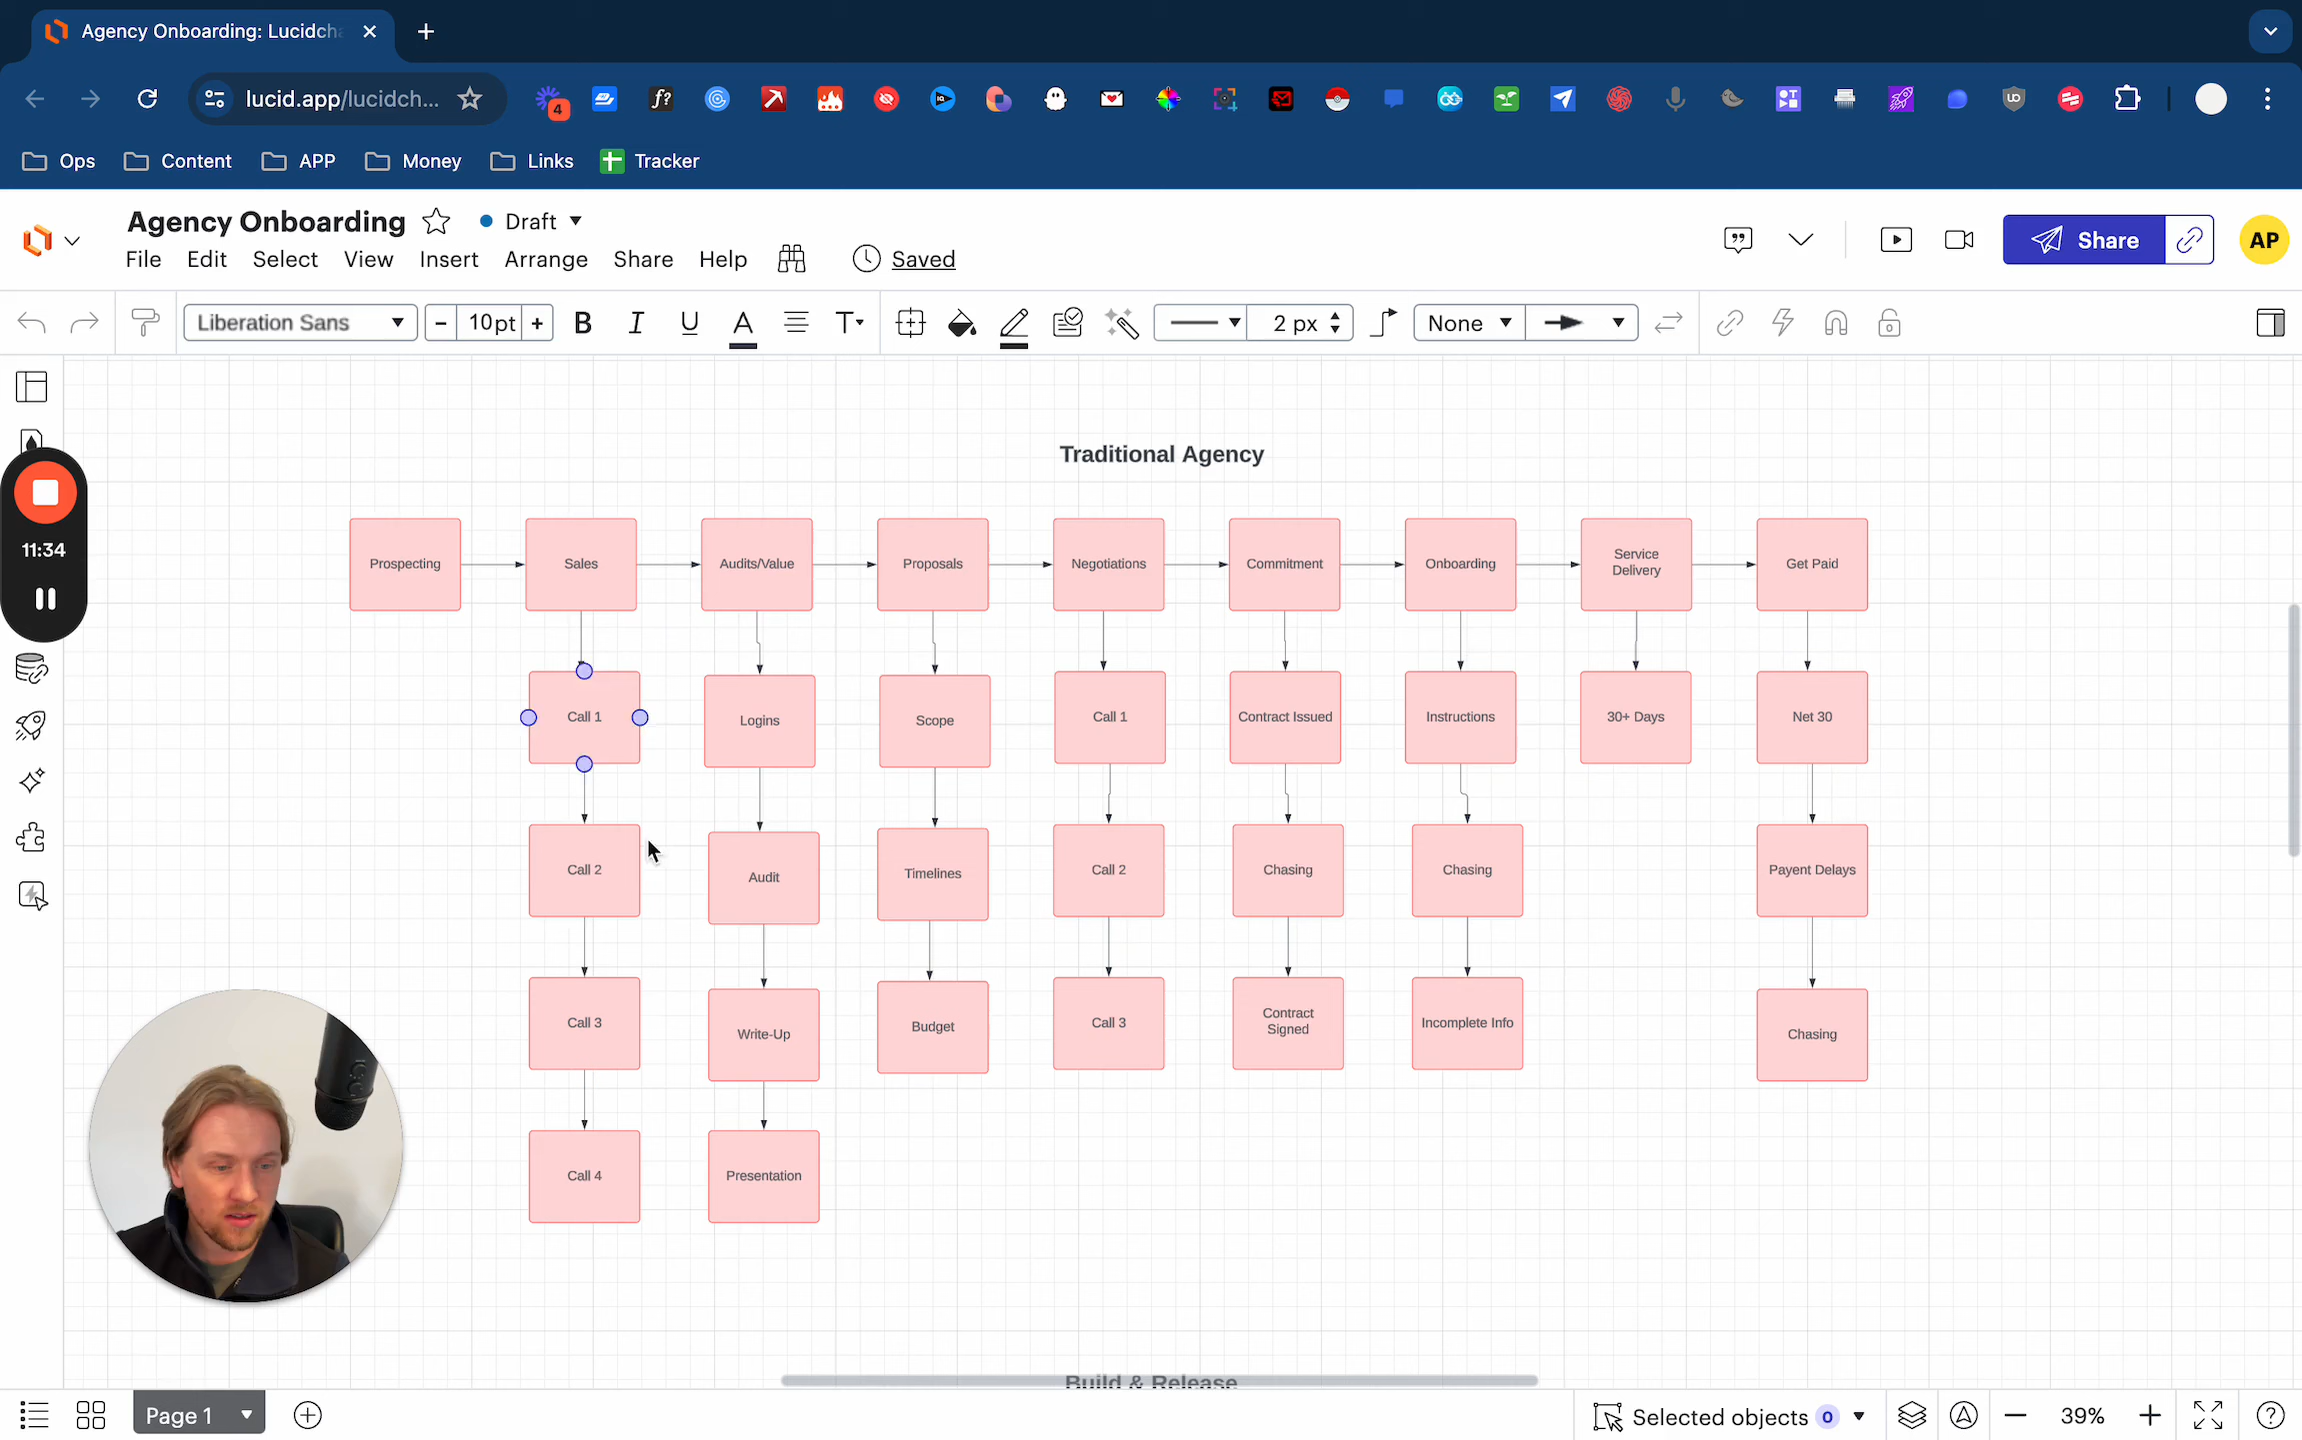 Agency Onboarding: Lucidch
lucid.app/lucidch...
4
Ops
Content
APP
Money
Links
Tracker
Agency Onboarding
Draft
File
Edit
Select
View
Insert
Arrange
Share
Help
Saved
Share
AP
Liberation Sans
10pt
2 px
None
11:34
Traditional Agency
Prospecting
Sales
Audits/Value
Proposals
Negotiations
Commitment
Onboarding
Service
Delivery
Get Paid
Call 1
Logins
Scope
Call 1
Contract Issued
Instructions
30+ Days
Net 30
Call 2
Audit
Timelines
Call 2
Chasing
Chasing
Payent Delays
Call 3
Write-Up
Budget
Call 3
Contract
Signed
Incomplete Info
Chasing
Call 4
Presentation
Build & Release
Page 1
Selected objects
0
39%